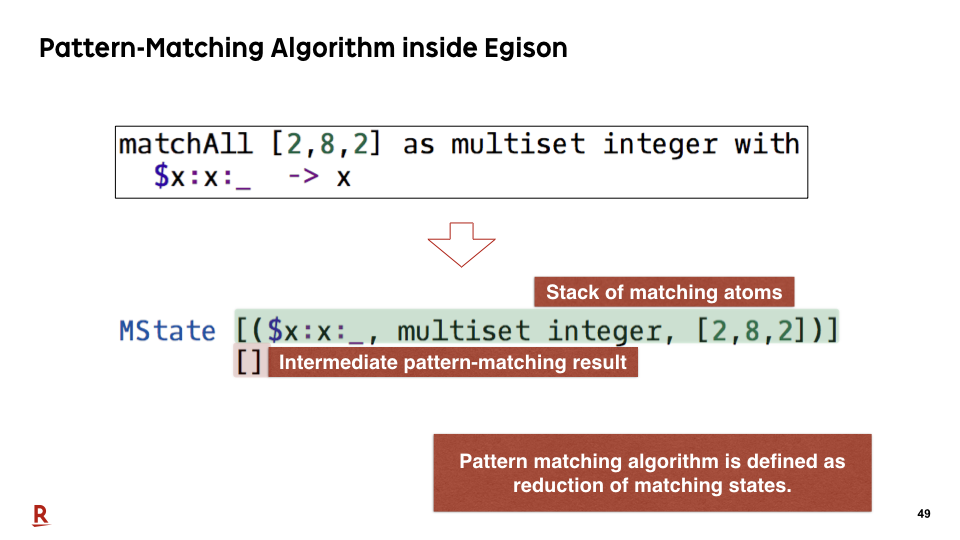 Pattern-Matching Algorithm inside Egison
matchAll [2,8,2] as multiset integer with
$x:x:_ -> x
Stack of matching atoms
MState [($x:x:_, multiset integer, [2,8,2])]
[] Intermediate pattern-matching result
Pattern matching algorithm is defined as
reduction of matching states.
R
49